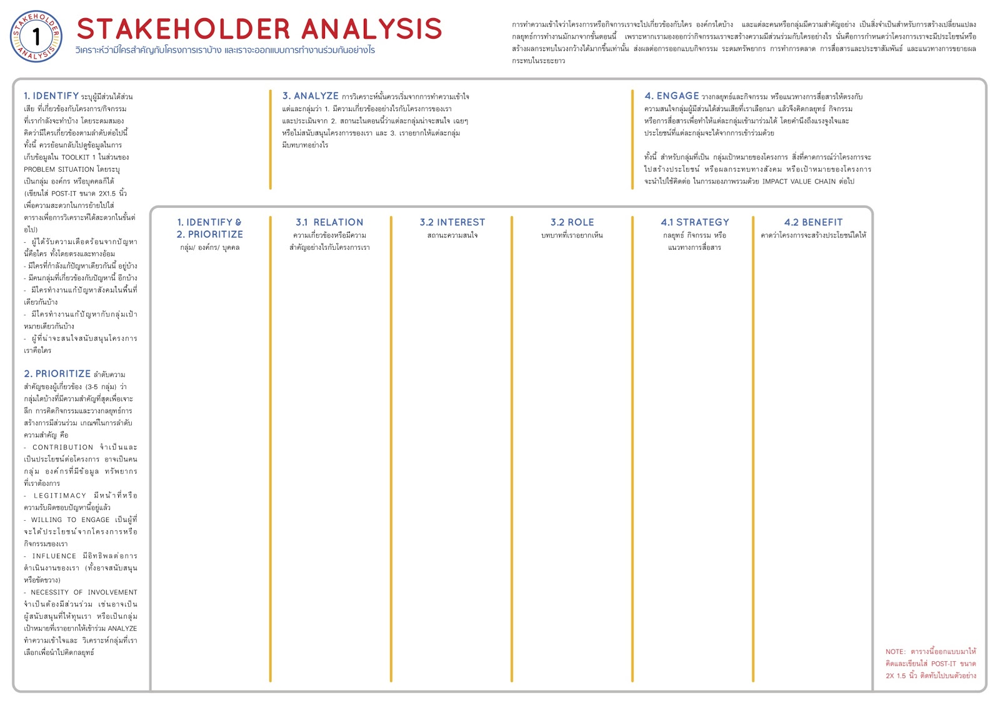 STAKEHOLDER
ANALYSIS
1
STAKEHOLDER ANALYSIS
วิเคราะห์ว่ามีใครสำคัญกับโครงการเราบ้าง และเราจะออกแบบการทำงานร่วมกันอย่างไร
การทำความเข้าใจว่าโครงการหรือกิจการเราจะไปเกี่ยวข้องกับใคร องค์กรใดบ้าง และแต่ละคนหรือกลุ่มมีความสำคัญอย่าง เป็นสิ่งจำเป็นสำหรับการสร้างเปลี่ยนแปลง
กลยุทธ์การทำงานมักมาจากขั้นตอนนี้ เพราะหากเรามองออกว่ากิจกรรมเราจะสร้างความมีส่วนร่วมกับใครอย่างไร นั่นคือการกำหนดว่าโครงการเราจะมีประโยชน์หรือ
สร้างผลกระทบในวงกว้างได้มากขึ้นเท่านั้น ส่งผลต่อการออกแบบกิจกรรม ระดมทรัพยากร การทำการตลาด การสื่อสารและประชาสัมพันธ์ และแนวทางการขยายผล
กระทบในระยะยาว
1. IDENTIFY ระบุผู้มีส่วนได้ส่วน
เสีย ที่เกี่ยวข้องกับโครงการ/กิจกรรม
ที่เรากำลังจะทำบ้าง โดยระดมสมอง
คิดว่ามีใครเกี่ยวข้องตามลำดับต่อไปนี้
ทั้งนี้ ควรย้อนกลับไปดูข้อมูลในการ
เก็บข้อมูลใน TOOLKIT 1 ในส่วนของ
PROBLEM SITUATION โดยระบุ
เป็นกลุ่ม องค์กร หรือบุคคลก็ได้
(เขียนใส่ POST-IT ขนาด 2X1.5 นิ้ว
เพื่อความสะดวกในการย้ายไปใส่
ตารางเพื่อการวิเคราะห์ได้สะดวกในขั้นต่
อไป)
- ผู้ได้รับความเดือดร้อนจากปัญหา
นี้คือใคร ทั้งโดยตรงและทางอ้อม
- มีใครที่กำลังแก้ปัญหาเดียวกันนี้ อยู่บ้าง
- มีคนกลุ่มที่เกี่ยวข้องกับปัญหานี้ อีกบ้าง
- มีใครทำงานแก้ปัญหาสังคมในพื้นที่
เดียวกันบ้าง
- มีใครทำงานแก้ปัญหากับกลุ่มเป้า
หมายเดียวกันบ้าง
- ผู้ที่น่าจะสนใจสนับสนุนโครงการ
เราคือใคร
2. PRIORITIZE ลำดับความ
สำคัญของผู้เกี่ยวข้อง (3-5 กลุ่ม) ว่า
กลุ่มใดบ้างที่มีความสำคัญที่สุดเพื่อเจาะ
ลึก การคิดกิจกรรมและวางกลยุทธ์การ
สร้างการมีส่วนร่วม เกณฑ์ในการลำดับ
ความสำคัญ คือ
- CONTRIBUTION จำเป็นและ
เป็นประโยชน์ต่อโครงการ อาจเป็นคน
กลุ่ม องค์กรที่มีข้อมูล ทรัพยากร
ที่เราต้องการ
- LEGITIMACY มีหน้าที่หรือ
ความรับผิดชอบปัญหานี้อยู่แล้ว
- WILLING TO ENGAGE เป็นผู้ที่
จะได้ประโยชน์จากโครงการหรือ
กิจกรรมของเรา
- INFLUENCE มีอิทธิพลต่อการ
ดำเนินงานของเรา (ทั้งอาจสนับสนุน
หรือขัดขวาง)
- NECESSITY OF INVOLVEMENT
จำเป็นต้องมีส่วนร่วม เช่นอาจเป็น
ผู้สนับสนุนที่ให้ทุนเรา หรือเป็นกลุ่ม
เป้าหมายที่เราอยากให้เข้าร่วม ANALYZE
ทำความเข้าใจและ วิเคราะห์กลุ่มที่เรา
เลือกเพื่อนำไปคิดกลยุทธ์
3. ANALYZE การวิเคราะห์นั้นควรเริ่มจากการทำความเข้าใจ
แต่และกลุ่มว่า 1. มีความเกี่ยวข้องอย่างไรกับโครงการของเรา
และประเมินจาก 2. สถานะในตอนนี้ว่าแต่ละกลุ่มน่าจะสนใจ เฉยๆ
หรือไม่สนับสนุนโครงการของเรา และ 3. เราอยากให้แต่ละกลุ่ม
มีบทบาทอย่างไร
4. ENGAGE วางกลยุทธ์และกิจกรรม หรือแนวทางการสื่อสารให้ตรงกับ
ความสนใจกลุ่มผู้มีส่วนได้ส่วนเสียที่เราเลือกมา แล้วจึงคิดกลยุทธ์ กิจกรรม
หรือการสื่อสารเพื่อทำให้แต่ละกลุ่มเข้ามาร่วมได้ โดยคำนึงถึงแรงจูงใจและ
ประโยชน์ที่แต่ละกลุ่มจะได้จากการเข้าร่วมด้วย
ทั้งนี้ สำหรับกลุ่มที่เป็น กลุ่มเป้าหมายของโครงการ สิ่งที่คาดการณ์ว่าโครงการจะ
ไปสร้างประโยชน์ หรือผลกระทบทางสังคม หรือเป้าหมายของโครงการ
จะนำไปใช้คิดต่อ ในการมองภาพรวมด้วย IMPACT VALUE CHAIN ต่อไป
1. IDENTIFY &
2. PRIORITIZE
กลุ่ม/ องค์กร/ บุคคล
3.1 RELATION
ความเกี่ยวข้องหรือมีความ
สำคัญอย่างไรกับโครงการเรา
3.2 INTEREST
สถานะความสนใจ
3.2 ROLE
บทบาทที่เราอยากเห็น
4.1 STRATEGY
กลยุทธ์ กิจกรรม หรือ
แนวทางการสื่อสาร
4.2 BENEFIT
คาดว่าโครงการจะสร้างประโยชน์ใดให้
NOTE: ตารางนี้ออกแบบมาให้
คิดและเขียนใส่ POST-IT ขนาด
2X 1.5 นิ้ว ติดทับไปบนตัวอย่าง